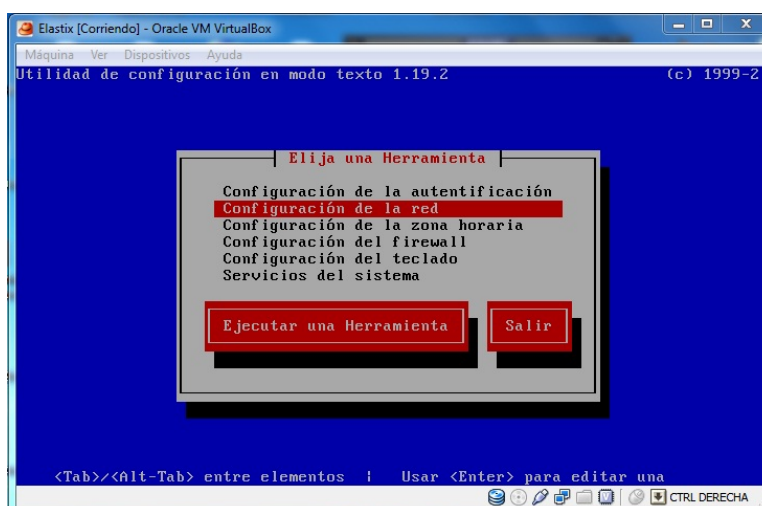 Elastix [Corriendo] - Oracle VM VirtualBox
Máquina Ver Dispositivos Ayuda
Utilidad de configuración en modo texto 1.19.2 (c) 1999-2
Elija una Herramienta
Configuración de la autentificación
Configuración de la red
Configuración de la zona horaria
Configuración del firewall
Configuración del teclado
Servicios del sistema
Ejecutar una Herramienta Salir
<Tab>/<Alt-Tab> entre elementos | Usar <Enter> para editar una
CTRL DERECHA